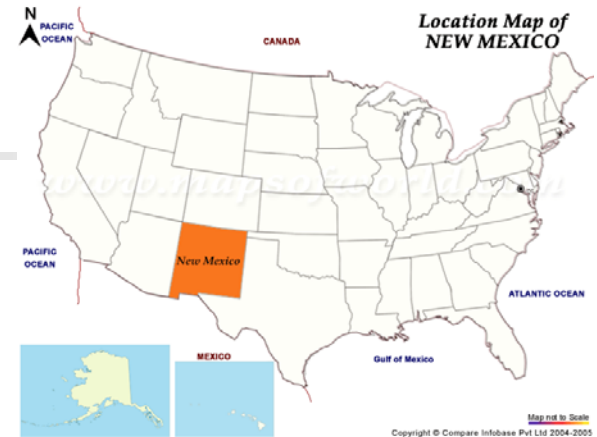 N
PACIFIC
OCEAN
CANADA
Location Map of
NEW MEXICO
www.mapsofworld.com
New Mexico
PACIFIC
OCEAN
ATLANTIC OCEAN
MEXICO
Gulf of Mexico
Map not to Scale
Copyright © Compare Infobase Pvt Ltd 2004-2005